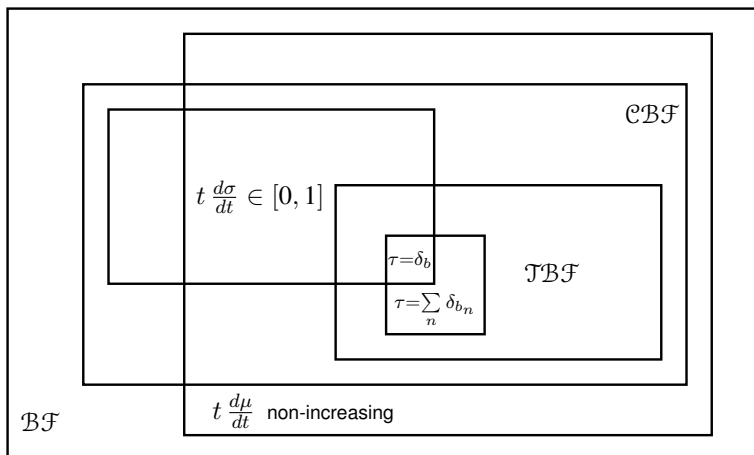 𝒞ℬℱ
t dσ/dt ∈ [0, 1]
τ=δ_b
𝒯ℬℱ
τ=∑_n δ_{b_n}
t dμ/dt non-increasing
ℬℱ